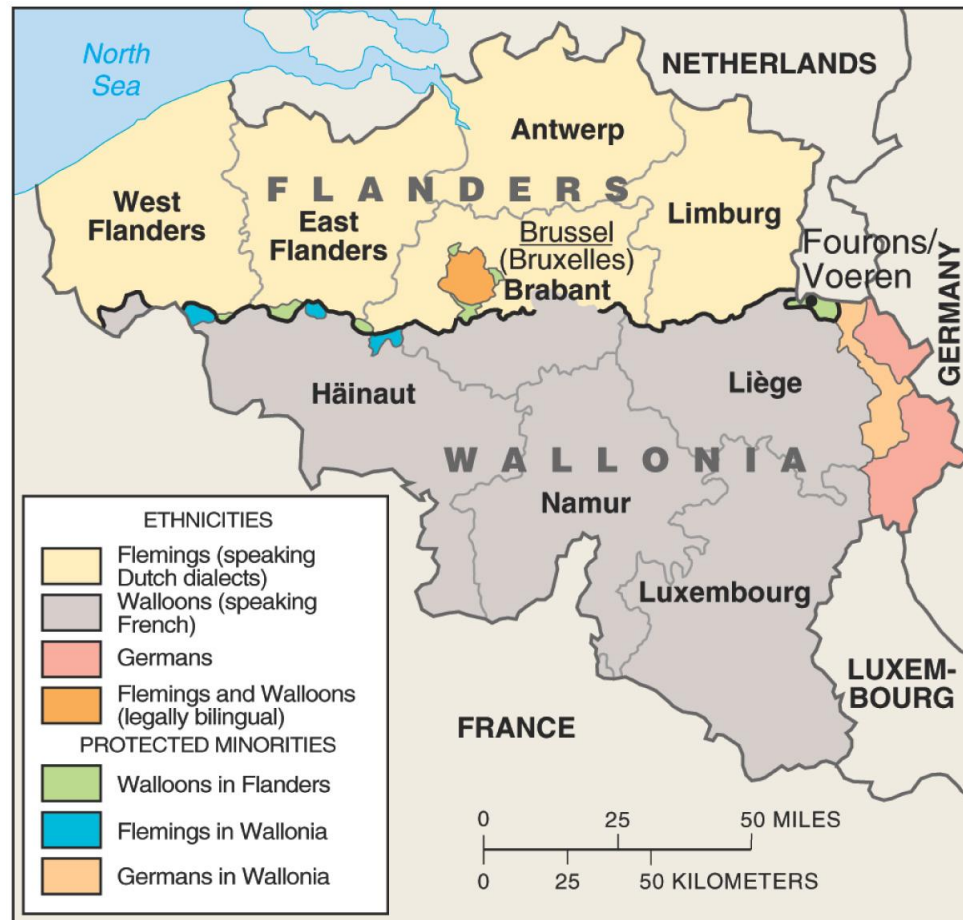 North
Sea
NETHERLANDS
Antwerp
FLANDERS
West
Flanders
East
Flanders
Limburg
Brussel
(Bruxelles)
Brabant
Fourons/
Voeren
GERMANY
Häinaut
Liège
WALLONIA
Namur
Luxembourg
LUXEM-
BOURG
FRANCE
ETHNICITIES
Flemings (speaking
Dutch dialects)
Walloons (speaking
French)
Germans
Flemings and Walloons
(legally bilingual)
PROTECTED MINORITIES
Walloons in Flanders
Flemings in Wallonia
Germans in Wallonia
0 25 50 MILES
0 25 50 KILOMETERS